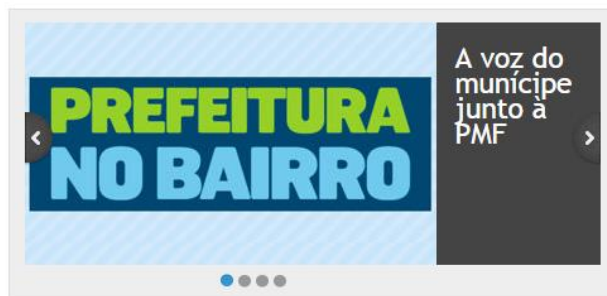 PREFEITURA
NO BAIRRO
A voz do
munícipe
junto à
PMF